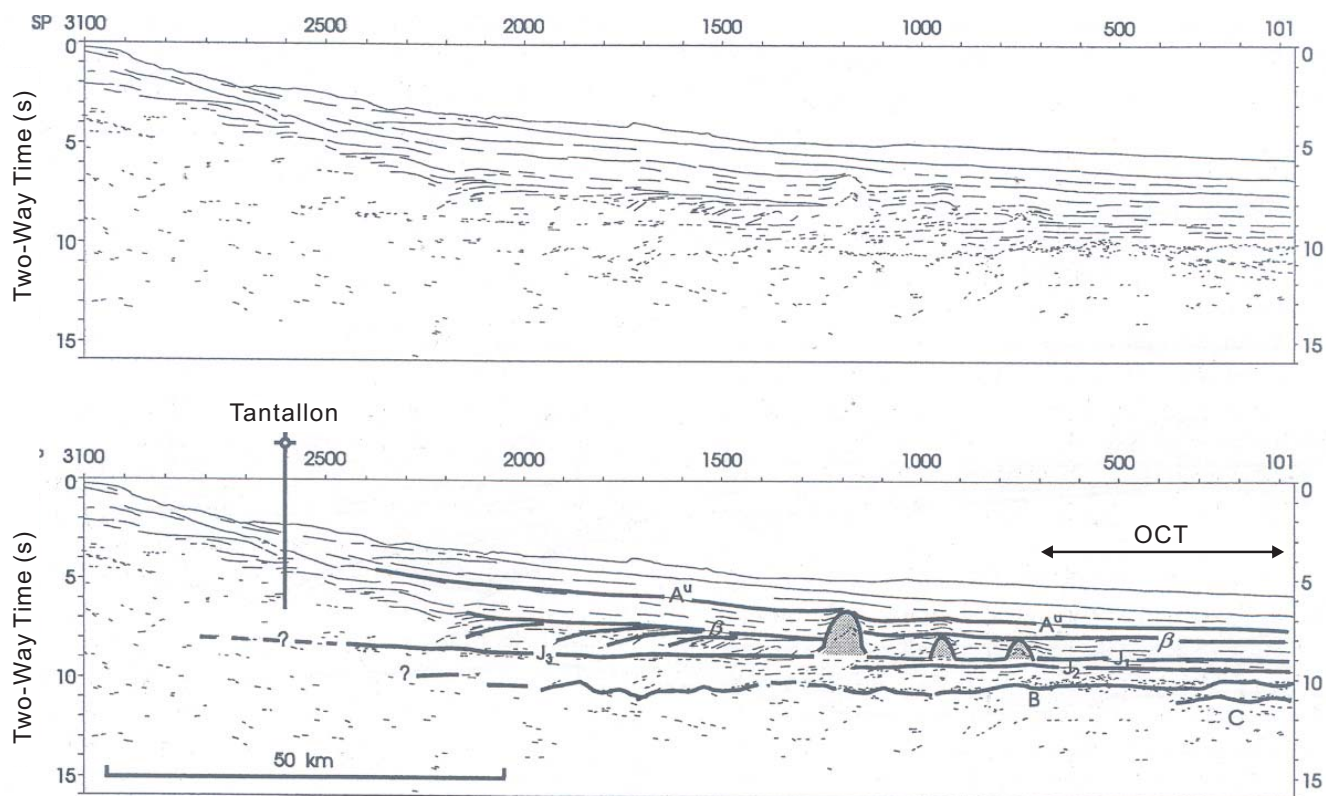 SP 3100 2500 2000 1500 1000 500 101
0 0
5 5
10 10
15 15
Two-Way Time (s)
Tantallon
3100 2500 2000 1500 1000 500 101
0 0
OCT
5 5
Aᵘ
Aᵘ
β β
? J₃ J₁
J₂
? 10 10
B C
50 km
15 15
Two-Way Time (s)